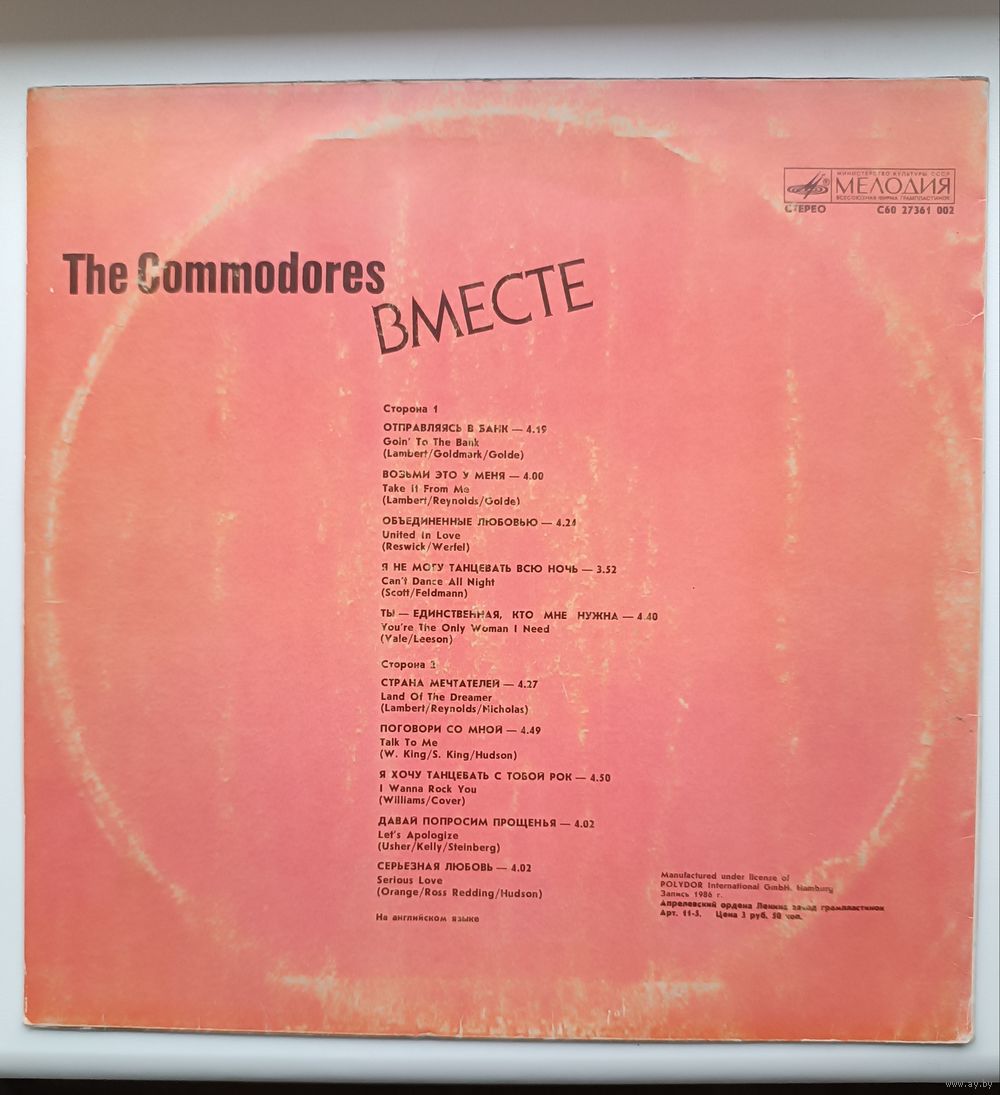 МИНИСТЕРСТВО КУЛЬТУРЫ СССР
МЕЛОДИЯ
ВСЕСОЮЗНАЯ ФИРМА ГРАМПЛАСТИНОК
СТЕРЕО С60 27361 002
The Commodores
ВМЕСТЕ
Сторона 1
ОТПРАВЛЯЯСЬ В БАНК — 4.19
Goin' To The Bank
(Lambert/Goldmark/Golde)
ВОЗЬМИ ЭТО У МЕНЯ — 4.00
Take It From Me
(Lambert/Reynolds/Golde)
ОБЪЕДИНЕННЫЕ ЛЮБОВЬЮ — 4.24
United In Love
(Reswick/Werfel)
Я НЕ МОГУ ТАНЦЕВАТЬ ВСЮ НОЧЬ — 3.52
Can't Dance All Night
(Scott/Feldmann)
ТЫ — ЕДИНСТВЕННАЯ, КТО МНЕ НУЖНА — 4.40
You're The Only Woman I Need
(Vale/Leeson)
Сторона 2
СТРАНА МЕЧТАТЕЛЕЙ — 4.27
Land Of The Dreamer
(Lambert/Reynolds/Nicholas)
ПОГОВОРИ СО МНОЙ — 4.49
Talk To Me
(W. King/S. King/Hudson)
Я ХОЧУ ТАНЦЕВАТЬ С ТОБОЙ РОК — 4.50
I Wanna Rock You
(Williams/Cover)
ДАВАЙ ПОПРОСИМ ПРОЩЕНЬЯ — 4.02
Let's Apologize
(Usher/Kelly/Steinberg)
СЕРЬЕЗНАЯ ЛЮБОВЬ — 4.02
Serious Love
(Orange/Ross Redding/Hudson)
На английском языке
Manufactured under license of
POLYDOR International GmbH. Hamburg
Запись 1986 г.
Апрелевский ордена Ленина завод грампластинок
Арт. 11-5. Цена 3 руб. 50 коп.
www.ay.by